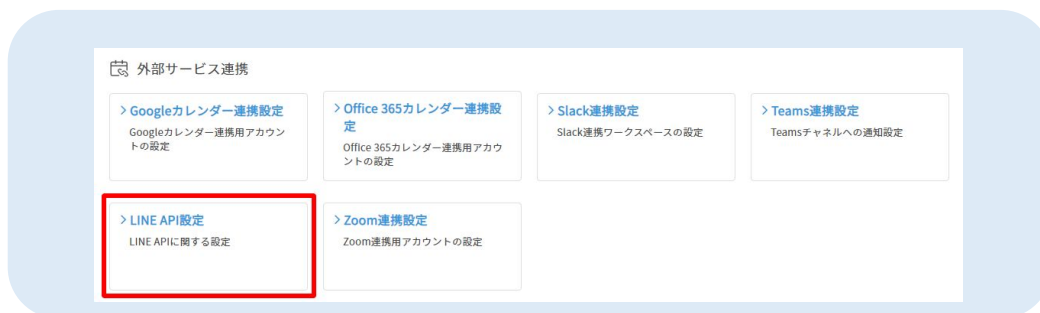 外部サービス連携
> Googleカレンダー連携設定
Googleカレンダー連携用アカウン
トの設定
> Office 365カレンダー連携設
定
Office 365カレンダー連携用アカウ
ントの設定
> Slack連携設定
Slack連携ワークスペースの設定
> Teams連携設定
Teamsチャネルへの通知設定
> LINE API設定
LINE APIに関する設定
> Zoom連携設定
Zoom連携用アカウントの設定